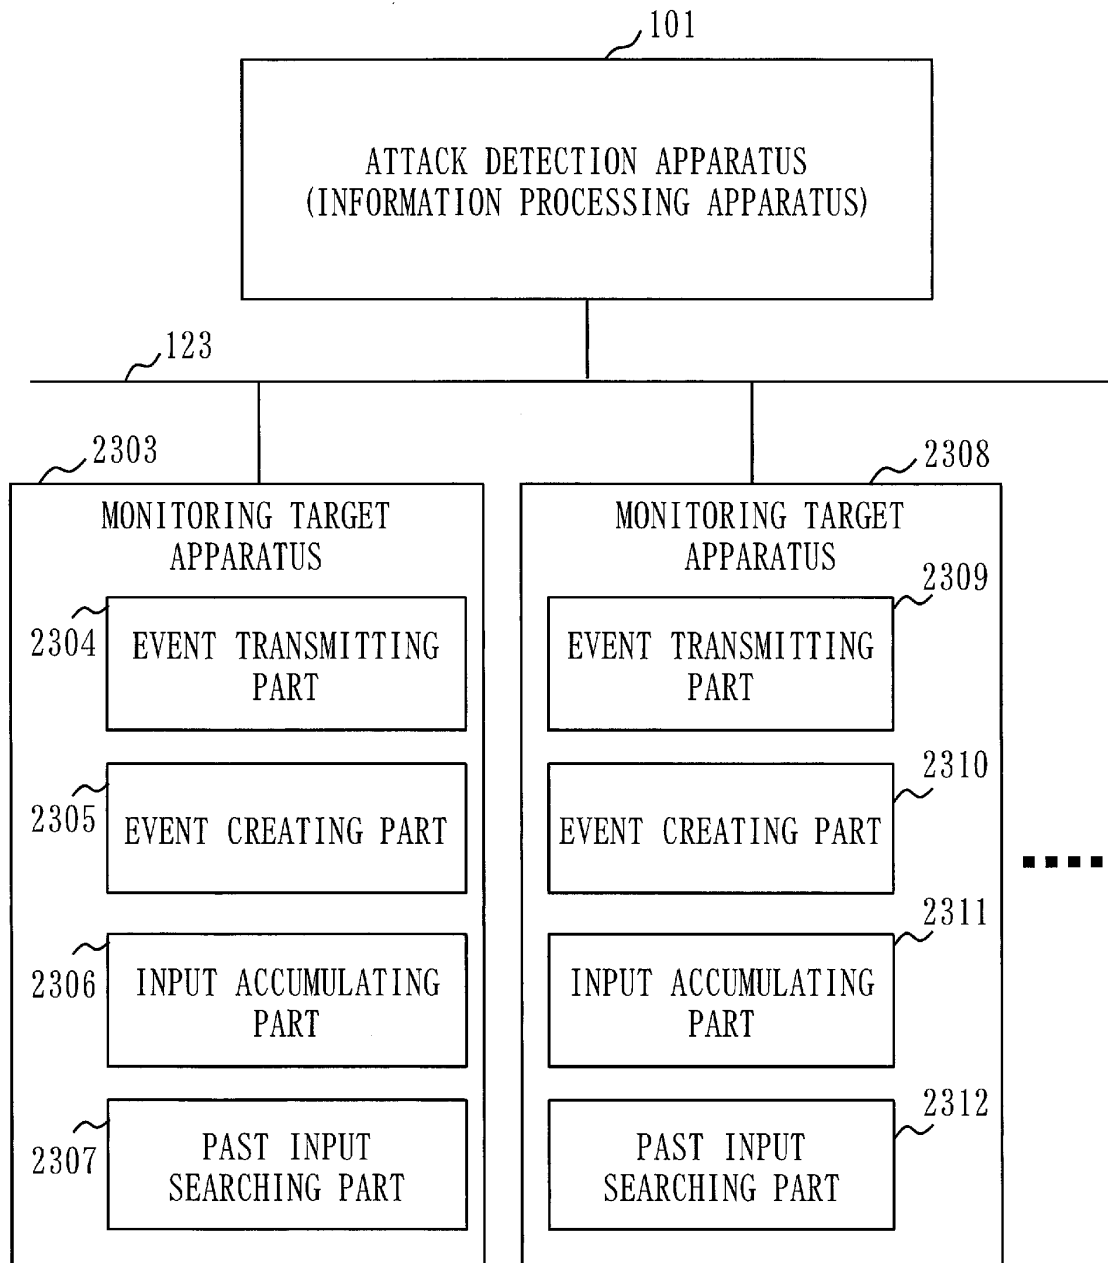 101
ATTACK DETECTION APPARATUS
(INFORMATION PROCESSING APPARATUS)
123
2303
MONITORING TARGET
APPARATUS
2304
EVENT TRANSMITTING
PART
2305
EVENT CREATING PART
2306
INPUT ACCUMULATING
PART
2307
PAST INPUT
SEARCHING PART
2308
MONITORING TARGET
APPARATUS
2309
EVENT TRANSMITTING
PART
2310
EVENT CREATING PART
2311
INPUT ACCUMULATING
PART
2312
PAST INPUT
SEARCHING PART